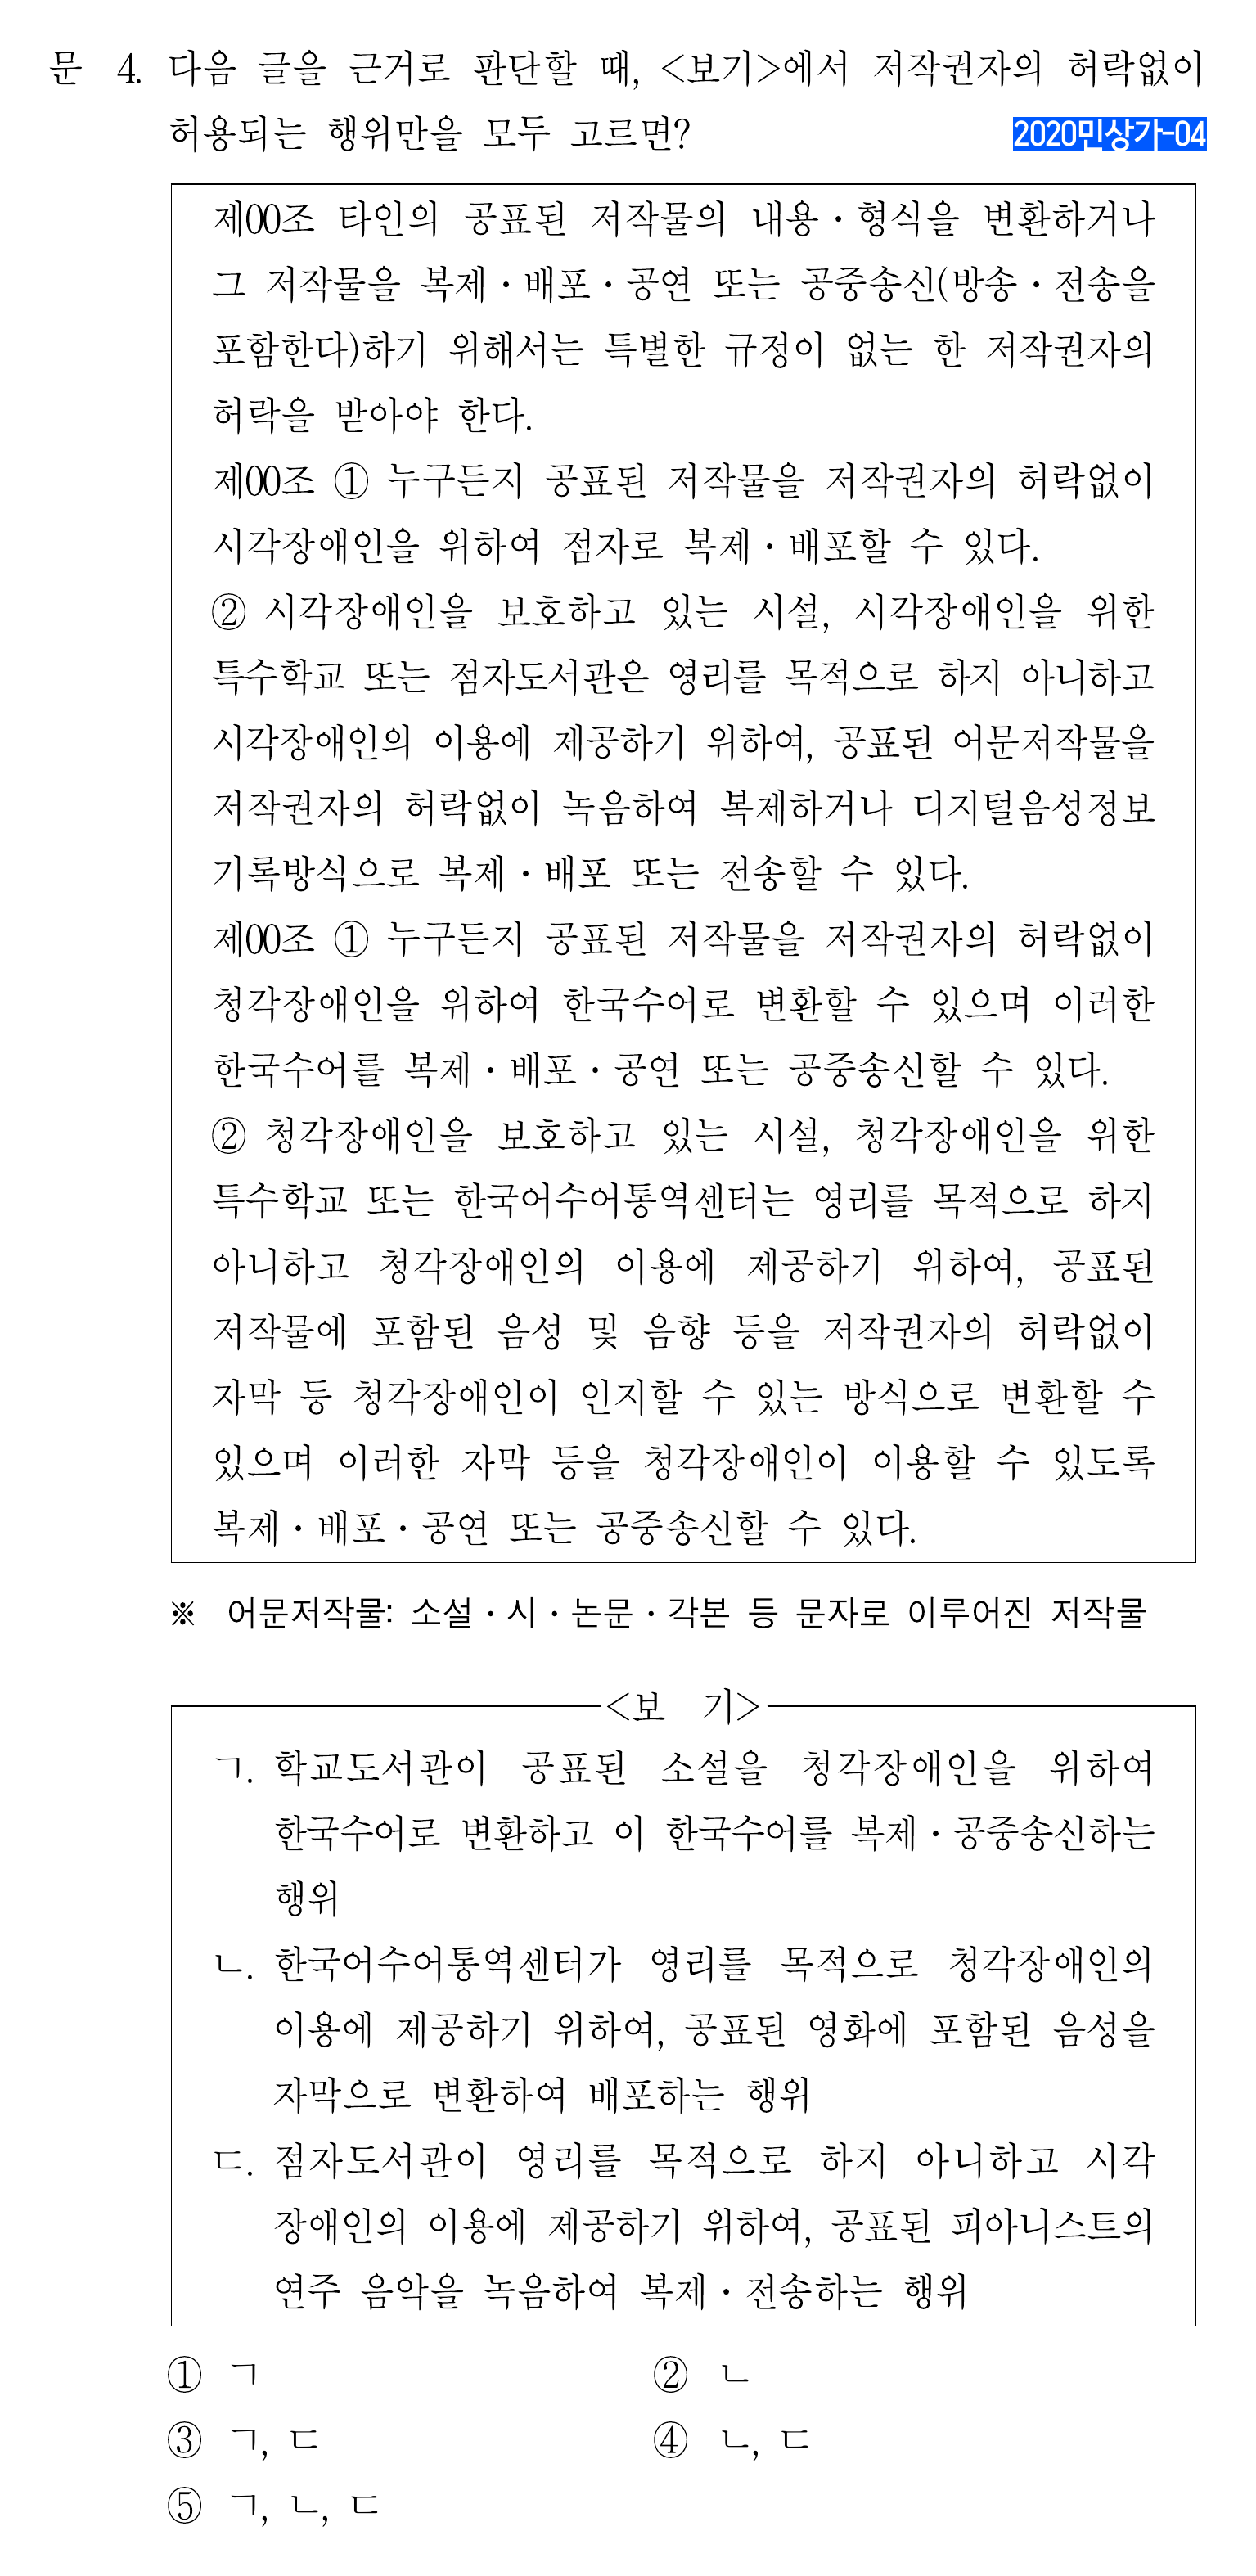 문 4. 다음 글을 근거로 판단할 때, <보기>에서 저작권자의 허락없이
허용되는 행위만을 모두 고르면?
2020민상가-04
제00조 타인의 공표된 저작물의 내용·형식을 변환하거나
그 저작물을 복제·배포·공연 또는 공중송신(방송·전송을
포함한다)하기 위해서는 특별한 규정이 없는 한 저작권자의
허락을 받아야 한다.
제00조 ① 누구든지 공표된 저작물을 저작권자의 허락없이
시각장애인을 위하여 점자로 복제·배포할 수 있다.
② 시각장애인을 보호하고 있는 시설, 시각장애인을 위한
특수학교 또는 점자도서관은 영리를 목적으로 하지 아니하고
시각장애인의 이용에 제공하기 위하여, 공표된 어문저작물을
저작권자의 허락없이 녹음하여 복제하거나 디지털음성정보
기록방식으로 복제·배포 또는 전송할 수 있다.
제00조 ① 누구든지 공표된 저작물을 저작권자의 허락없이
청각장애인을 위하여 한국수어로 변환할 수 있으며 이러한
한국수어를 복제·배포·공연 또는 공중송신할 수 있다.
② 청각장애인을 보호하고 있는 시설, 청각장애인을 위한
특수학교 또는 한국어수어통역센터는 영리를 목적으로 하지
아니하고 청각장애인의 이용에 제공하기 위하여, 공표된
저작물에 포함된 음성 및 음향 등을 저작권자의 허락없이
자막 등 청각장애인이 인지할 수 있는 방식으로 변환할 수
있으며 이러한 자막 등을 청각장애인이 이용할 수 있도록
복제·배포·공연 또는 공중송신할 수 있다.
※ 어문저작물: 소설·시·논문·각본 등 문자로 이루어진 저작물
<보 기>
ㄱ. 학교도서관이 공표된 소설을 청각장애인을 위하여
한국수어로 변환하고 이 한국수어를 복제·공중송신하는
행위
ㄴ. 한국어수어통역센터가 영리를 목적으로 청각장애인의
이용에 제공하기 위하여, 공표된 영화에 포함된 음성을
자막으로 변환하여 배포하는 행위
ㄷ. 점자도서관이 영리를 목적으로 하지 아니하고 시각
장애인의 이용에 제공하기 위하여, 공표된 피아니스트의
연주 음악을 녹음하여 복제·전송하는 행위
① ㄱ ② ㄴ
③ ㄱ, ㄷ ④ ㄴ, ㄷ
⑤ ㄱ, ㄴ, ㄷ